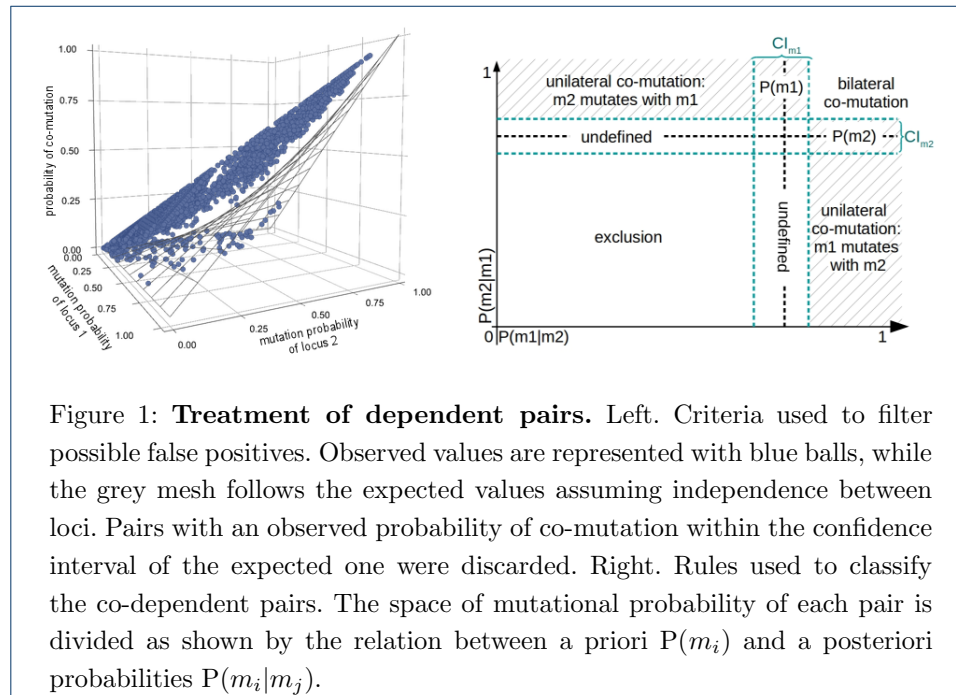 1.00
0.75
0.50
0.25
0.00
probability of co-mutation
0.00
0.25
0.50
0.75
1.00
mutation probability
of locus 1
0.00
0.25
0.50
0.75
1.00
mutation probability
of locus 2
CI_m1
1
unilateral co-mutation:
m2 mutates with m1
P(m1)
bilateral
co-mutation
undefined
P(m2)
CI_m2
exclusion
undefined
unilateral
co-mutation:
m1 mutates
with m2
P(m2|m1)
0
P(m1|m2)
1
Figure 1: Treatment of dependent pairs. Left. Criteria used to filter
possible false positives. Observed values are represented with blue balls, while
the grey mesh follows the expected values assuming independence between
loci. Pairs with an observed probability of co-mutation within the confidence
interval of the expected one were discarded. Right. Rules used to classify
the co-dependent pairs. The space of mutational probability of each pair is
divided as shown by the relation between a priori P(m_i) and a posteriori
probabilities P(m_i|m_j).